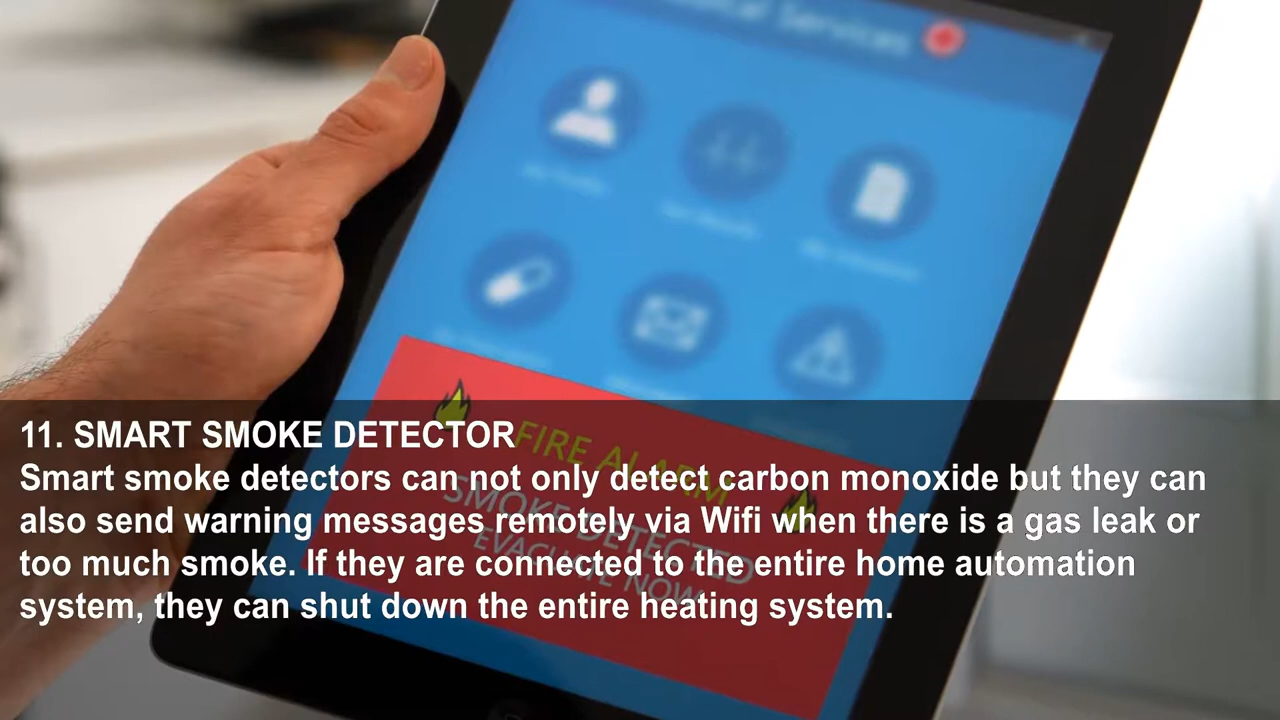 Services
FIRE ALARM
SMOKE DETECTED
EVACUATE NOW
11. SMART SMOKE DETECTOR
Smart smoke detectors can not only detect carbon monoxide but they can
also send warning messages remotely via Wifi when there is a gas leak or
too much smoke. If they are connected to the entire home automation
system, they can shut down the entire heating system.